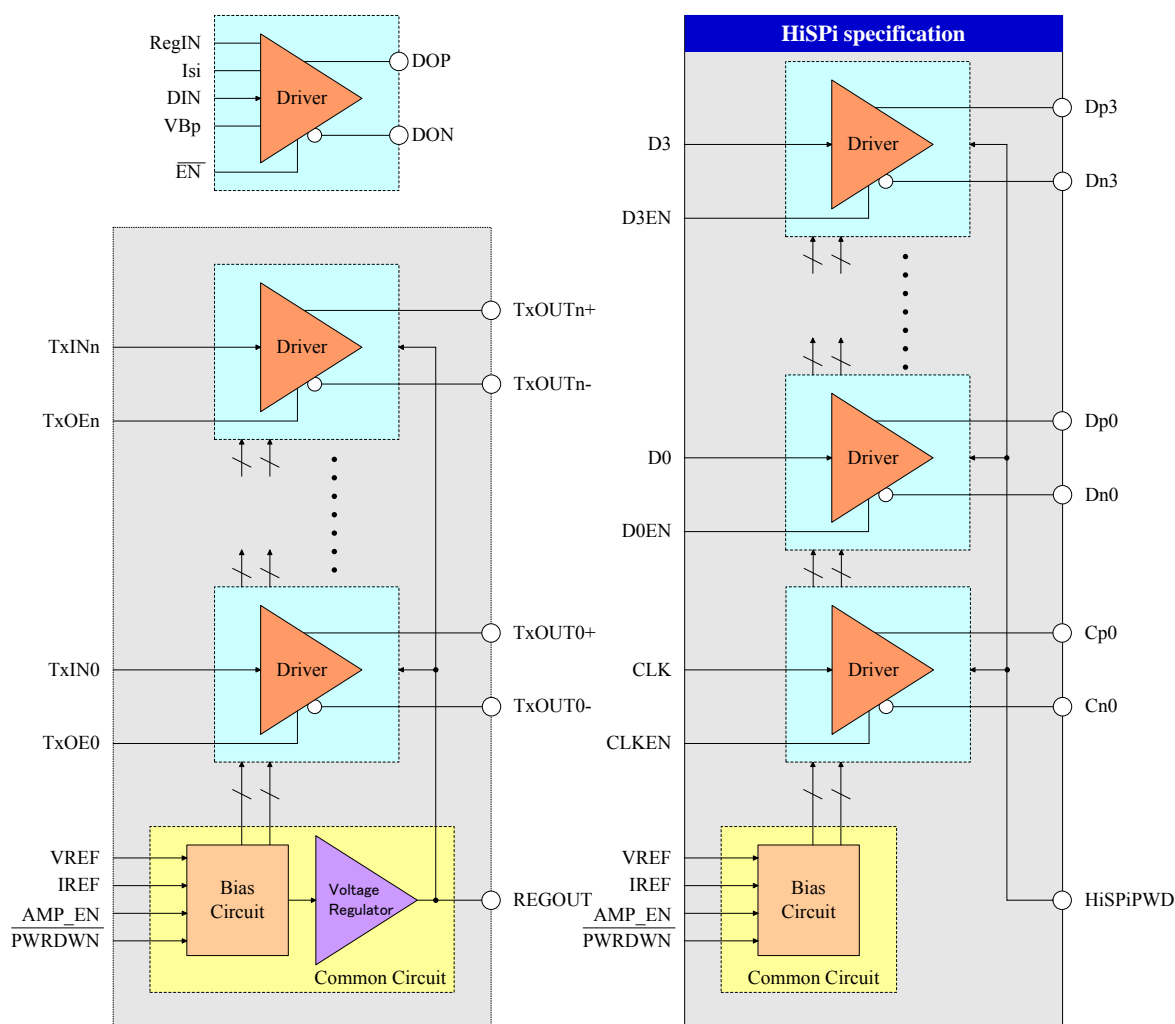 RegIN
Isi
DIN
VBp
EN
Driver
DOP
DON
TxINn
TxOEn
Driver
TxOUTn+
TxOUTn-
TxIN0
TxOE0
Driver
TxOUT0+
TxOUT0-
VREF
IREF
AMP_EN
PWRDWN
Bias
Circuit
Voltage
Regulator
Common Circuit
REGOUT
HiSPi specification
D3
D3EN
Driver
Dp3
Dn3
D0
D0EN
Driver
Dp0
Dn0
CLK
CLKEN
Driver
Cp0
Cn0
VREF
IREF
AMP_EN
PWRDWN
Bias
Circuit
Common Circuit
HiSPiPWD